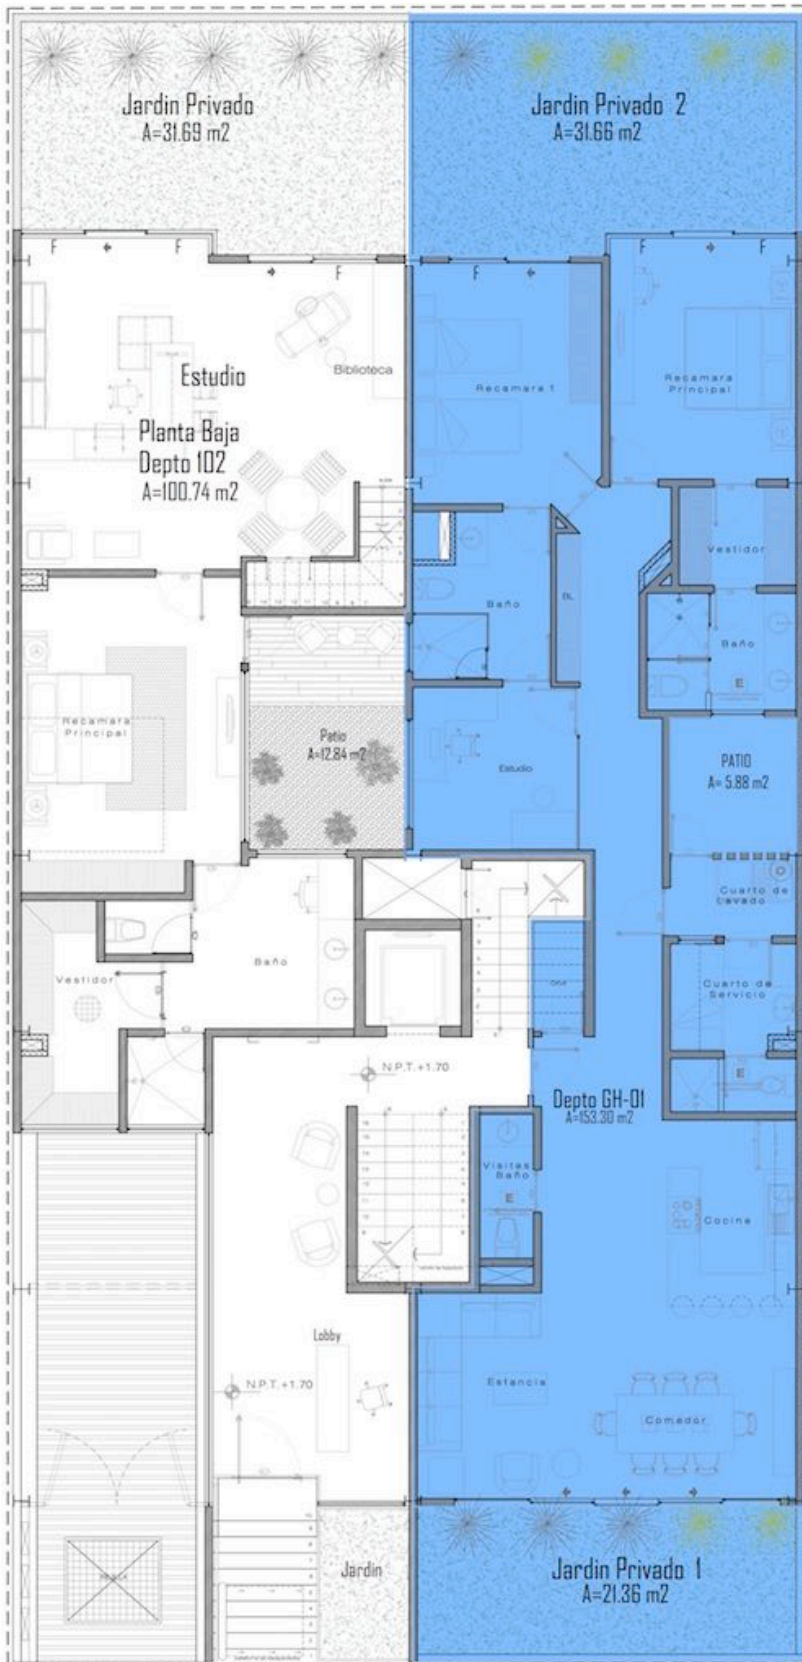 Jardin Privado
A=31.69 m2
Jardin Privado 2
A=31.66 m2
F
F
F
F
F
F
Biblioteca
Estudio
Recamara 1
Recamara
Principal
Planta Baja
Depto 102
A=100.74 m2
Vestidor
BL
Baño
Baño
E
Recamara
Principal
Patio
A=12.84 m2
Estudio
PATIO
A= 5.88 m2
Cuarto de
Lavado
Vestidor
Baño
Cuarto de
Servicio
N.P.T.+1.70
E
Depto GH-01
A=153.30 m2
Visitas
Baño
E
Cocina
Lobby
N.P.T.+1.70
Estancia
Comedor
Jardin
Jardin Privado 1
A=21.36 m2